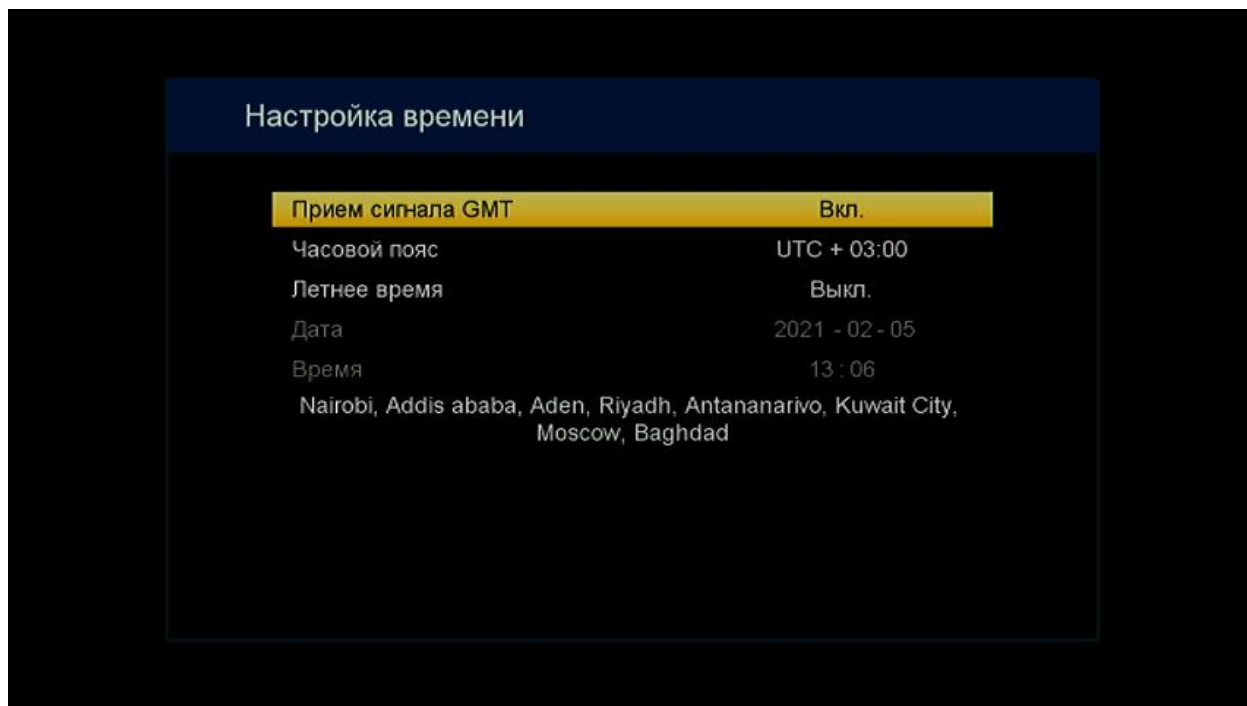 Настройка времени
Прием сигнала GMT Вкл.
Часовой пояс UTC + 03:00
Летнее время Выкл.
Дата 2021 - 02 - 05
Время 13 : 06
Nairobi, Addis ababa, Aden, Riyadh, Antananarivo, Kuwait City,
Moscow, Baghdad